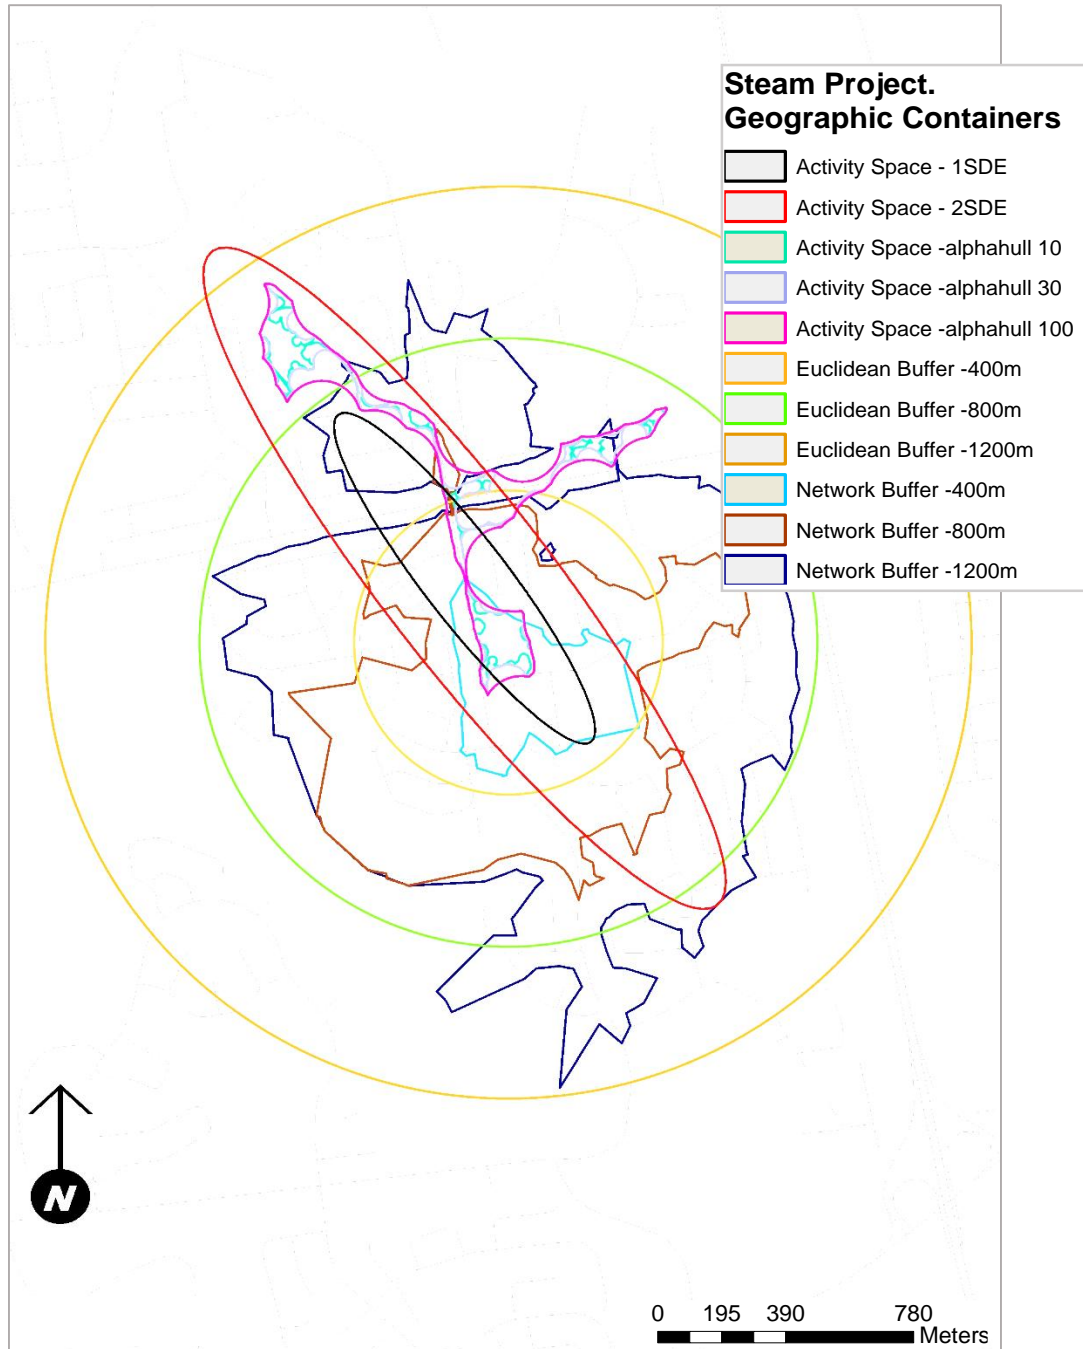 Steam Project.
Geographic Containers
Activity Space - 1SDE
Activity Space - 2SDE
Activity Space -alphahull 10
Activity Space -alphahull 30
Activity Space -alphahull 100
Euclidean Buffer -400m
Euclidean Buffer -800m
Euclidean Buffer -1200m
Network Buffer -400m
Network Buffer -800m
Network Buffer -1200m
N
0 195 390 780
Meters